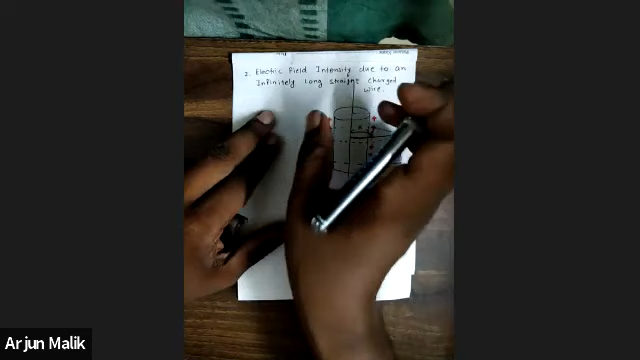 2. Electric Field Intensity due to an
Infinitely long straight charged
wire.
Arjun Malik